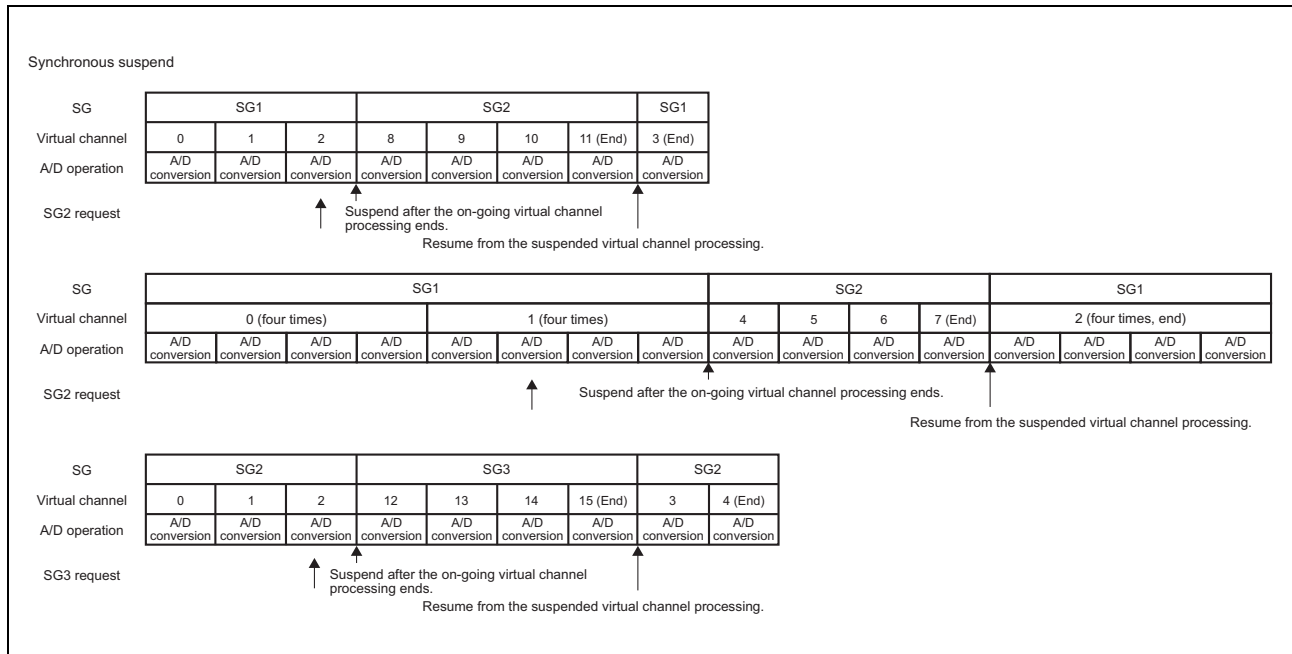 Synchronous suspend
SG SG1 SG2 SG1
Virtual channel 0 1 2 8 9 10 11 (End) 3 (End)
A/D operation A/D conversion A/D conversion A/D conversion A/D conversion A/D conversion A/D conversion A/D conversion A/D conversion
SG2 request
Suspend after the on-going virtual channel
processing ends.
Resume from the suspended virtual channel processing.
SG SG1 SG2 SG1
Virtual channel 0 (four times) 1 (four times) 4 5 6 7 (End) 2 (four times, end)
A/D operation A/D conversion A/D conversion A/D conversion A/D conversion A/D conversion A/D conversion A/D conversion A/D conversion A/D conversion A/D conversion A/D conversion A/D conversion A/D conversion A/D conversion A/D conversion A/D conversion
SG2 request
Suspend after the on-going virtual channel processing ends.
Resume from the suspended virtual channel processing.
SG SG2 SG3 SG2
Virtual channel 0 1 2 12 13 14 15 (End) 3 4 (End)
A/D operation A/D conversion A/D conversion A/D conversion A/D conversion A/D conversion A/D conversion A/D conversion A/D conversion A/D conversion
SG3 request
Suspend after the on-going virtual channel
processing ends.
Resume from the suspended virtual channel processing.